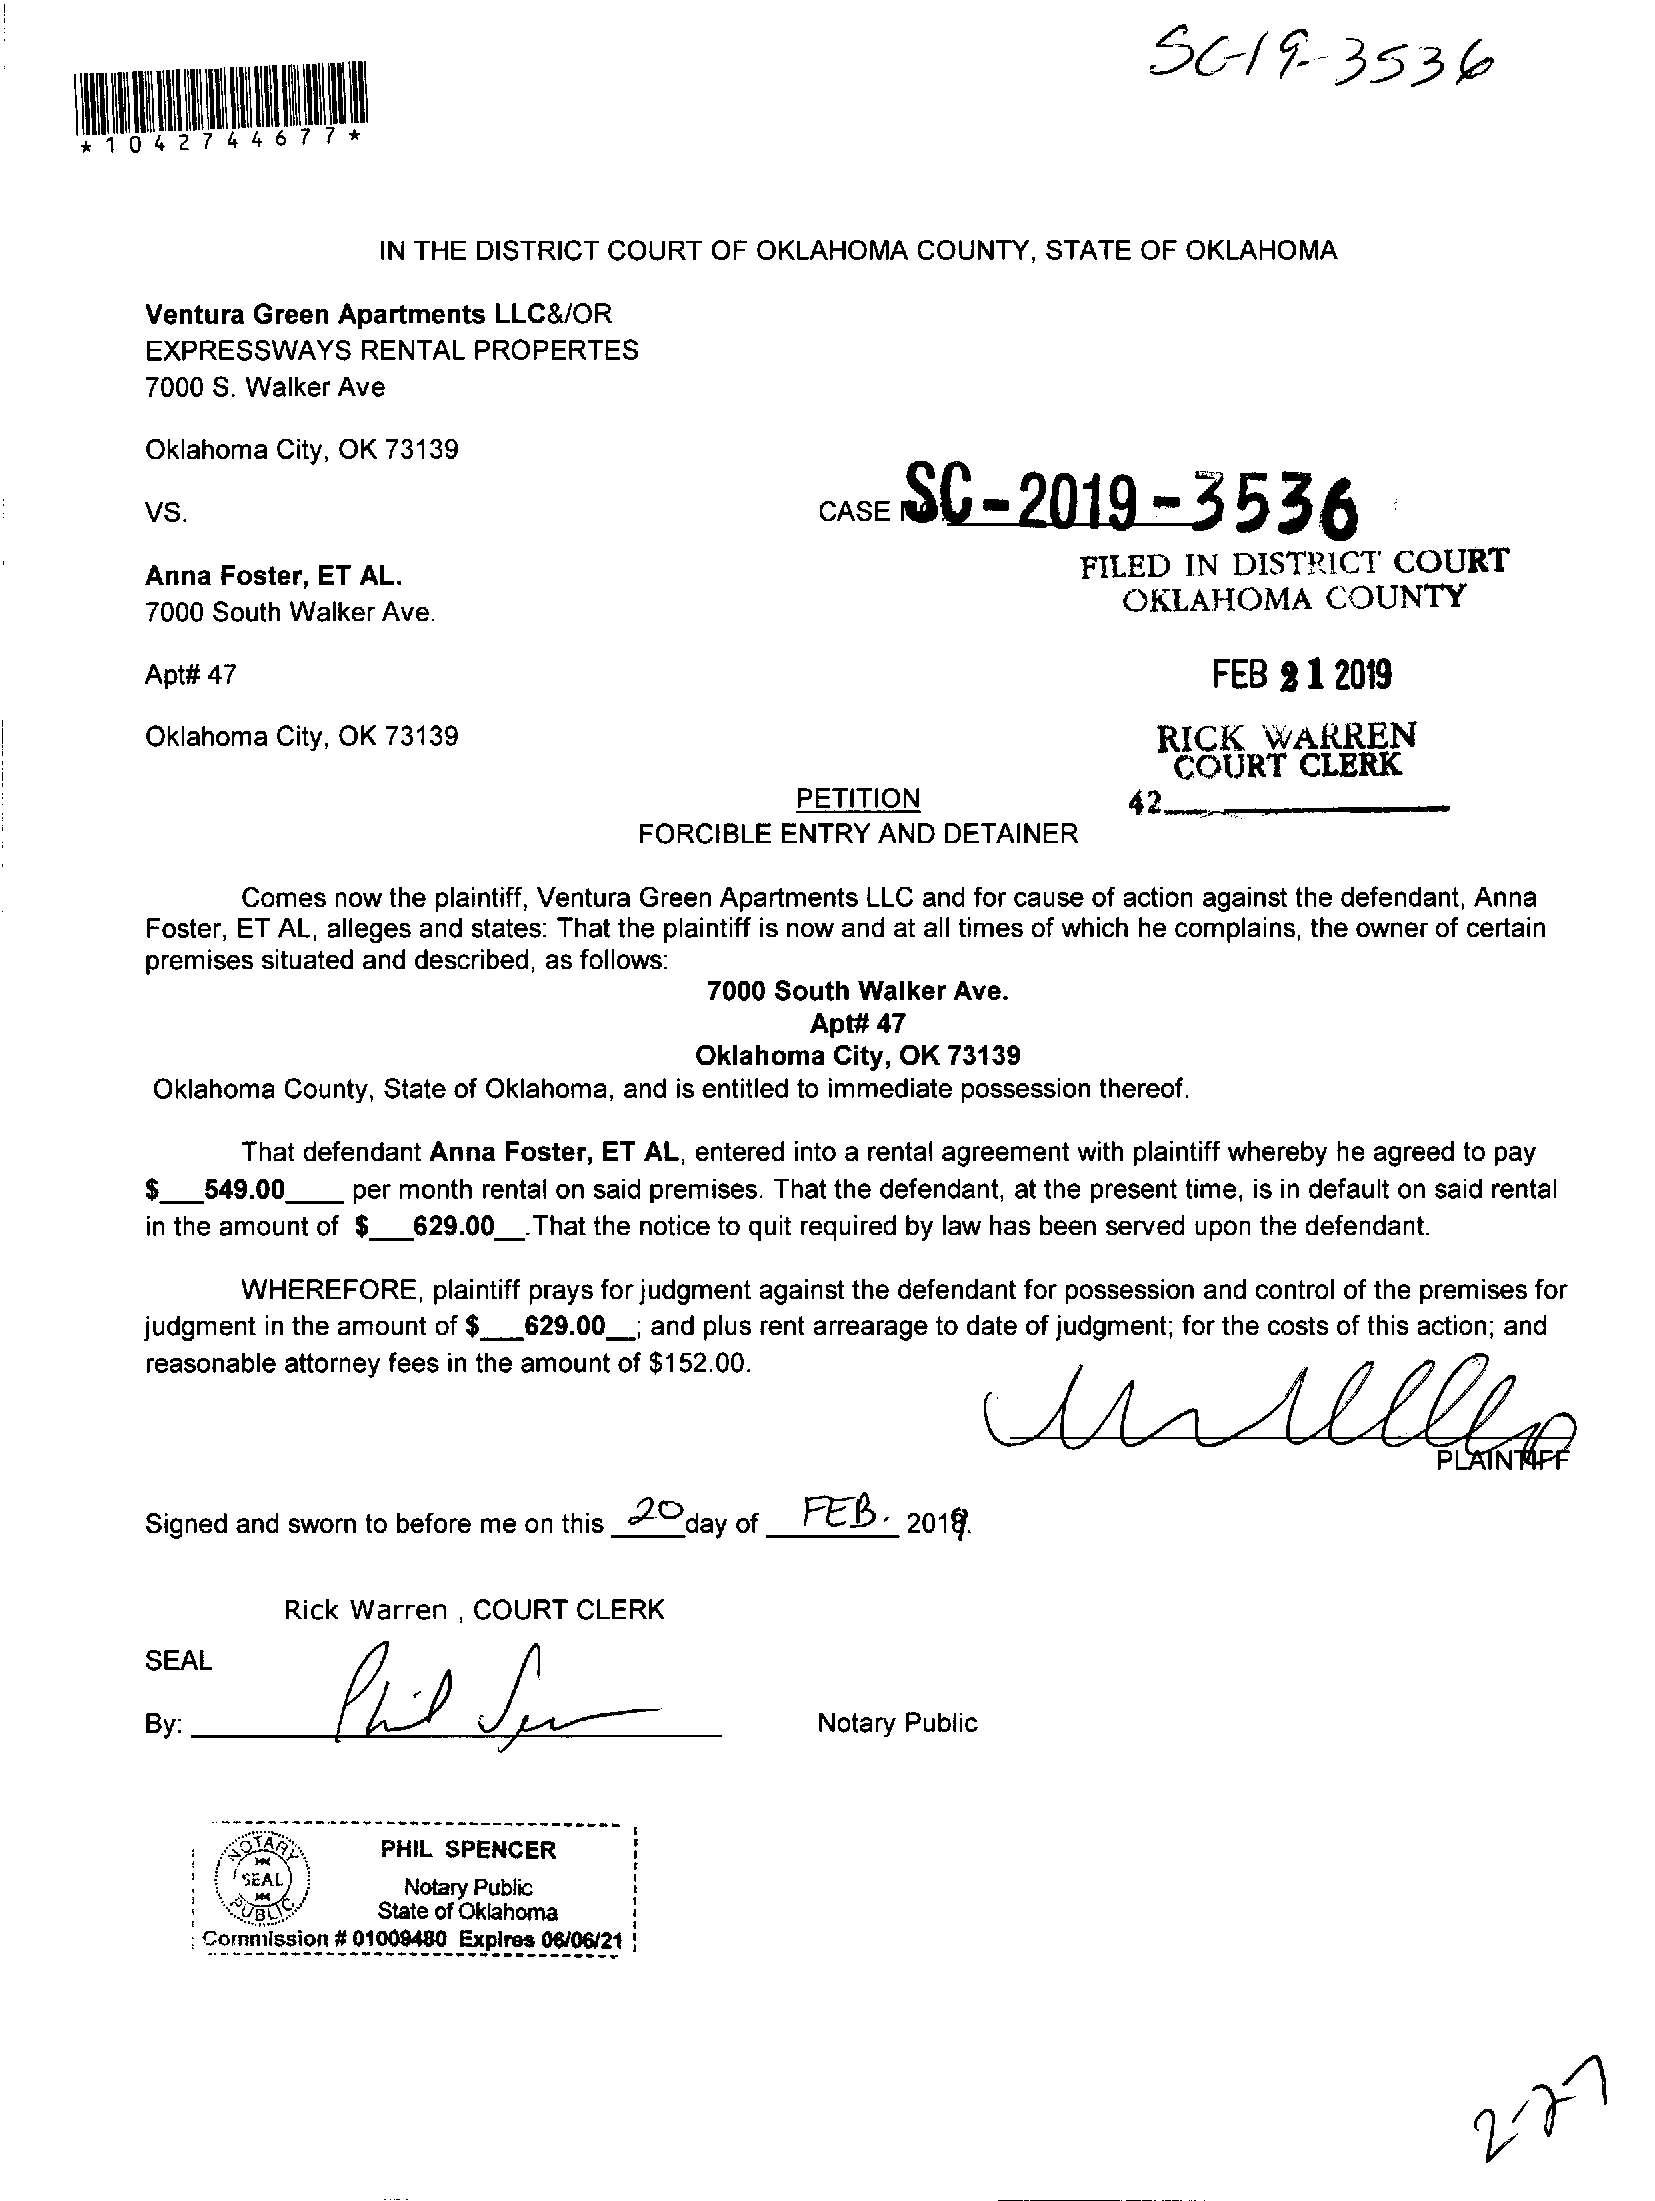 SC-19-3536
*1042744677*
IN THE DISTRICT COURT OF OKLAHOMA COUNTY, STATE OF OKLAHOMA
Ventura Green Apartments LLC&/OR
EXPRESSWAYS RENTAL PROPERTES
7000 S. Walker Ave
Oklahoma City, OK 73139
VS.
CASE SC-2019-3536
FILED IN DISTRICT COURT
OKLAHOMA COUNTY
Anna Foster, ET AL.
7000 South Walker Ave.
Apt# 47
FEB 21 2019
Oklahoma City, OK 73139
RICK WARREN
COURT CLERK
42
PETITION
FORCIBLE ENTRY AND DETAINER
Comes now the plaintiff, Ventura Green Apartments LLC and for cause of action against the defendant, Anna
Foster, ET AL, alleges and states: That the plaintiff is now and at all times of which he complains, the owner of certain
premises situated and described, as follows:
7000 South Walker Ave.
Apt# 47
Oklahoma City, OK 73139
Oklahoma County, State of Oklahoma, and is entitled to immediate possession thereof.
That defendant Anna Foster, ET AL, entered into a rental agreement with plaintiff whereby he agreed to pay
$___549.00____ per month rental on said premises. That the defendant, at the present time, is in default on said rental
in the amount of $___629.00__.That the notice to quit required by law has been served upon the defendant.
WHEREFORE, plaintiff prays for judgment against the defendant for possession and control of the premises for
judgment in the amount of $___629.00__; and plus rent arrearage to date of judgment; for the costs of this action; and
reasonable attorney fees in the amount of $152.00.
PLAINTIFF
Signed and sworn to before me on this 20 day of FEB. 2019.
Rick Warren , COURT CLERK
SEAL
By: Phil Notary Public
NOTARY
SEAL
PUBLIC
PHIL SPENCER
Notary Public
State of Oklahoma
Commission # 01009480 Expires 06/06/21
2-27